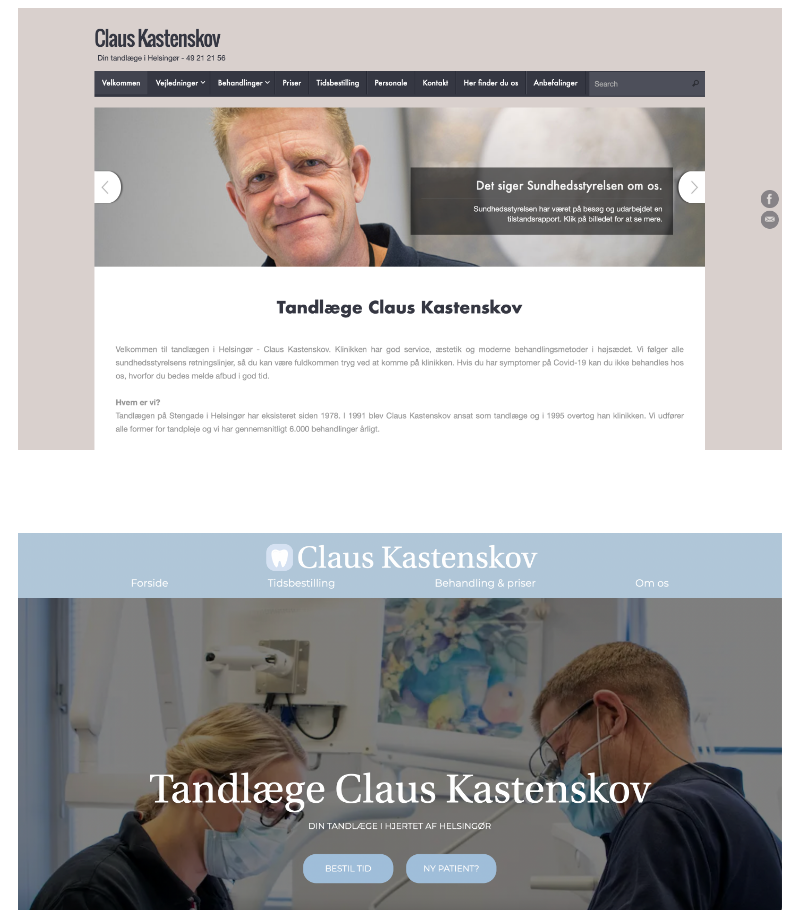 Claus Kastenskov
Din tandlæge i Helsingør - 49 21 21 56
Velkommen Vejledninger Behandlinger Priser Tidsbestilling Personale Kontakt Her finder du os Anbefalinger Search
Det siger Sundhedsstyrelsen om os.
Sundhedsstyrelsen har været på besøg og udarbejdet en
tilstandsrapport. Klik på billedet for at se mere.
Tandlæge Claus Kastenskov
Velkommen til tandlægen i Helsingør - Claus Kastenskov. Klinikken har god service, æstetik og moderne behandlingsmetoder i højsædet. Vi følger alle
sundhedsstyrelsens retningslinjer, så du kan være fuldkommen tryg ved at komme på klinikken. Hvis du har symptomer på Covid-19 kan du ikke behandles hos
os, hvorfor du bedes melde afbud i god tid.
Hvem er vi?
Tandlægen på Stengade i Helsingør har eksisteret siden 1978. I 1991 blev Claus Kastenskov ansat som tandlæge og i 1995 overtog han klinikken. Vi udfører
alle former for tandpleje og vi har gennemsnitligt 6.000 behandlinger årligt.
Claus Kastenskov
Forside Tidsbestilling Behandling & priser Om os
Tandlæge Claus Kastenskov
DIN TANDLÆGE I HJERTET AF HELSINGØR
BESTIL TID NY PATIENT?